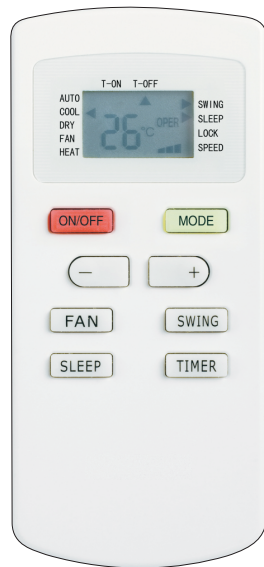 T-ON T-OFF
AUTO
COOL
DRY
FAN
HEAT
26°C
OPER
SWING
SLEEP
LOCK
SPEED
ON/OFF
MODE
−
+
FAN
SWING
SLEEP
TIMER